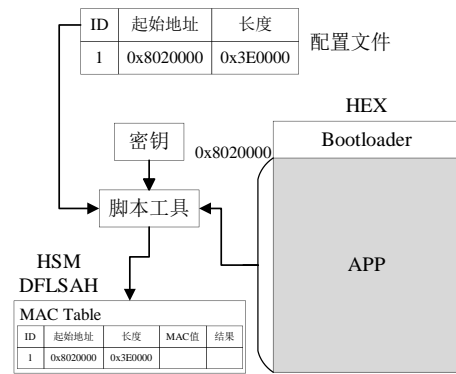 ID 起始地址 长度
1 0x8020000 0x3E0000
配置文件
HEX
Bootloader
密钥
0x8020000
脚本工具
APP
HSM
DFLSAH
MAC Table
ID 起始地址 长度 MAC值 结果
1 0x8020000 0x3E0000